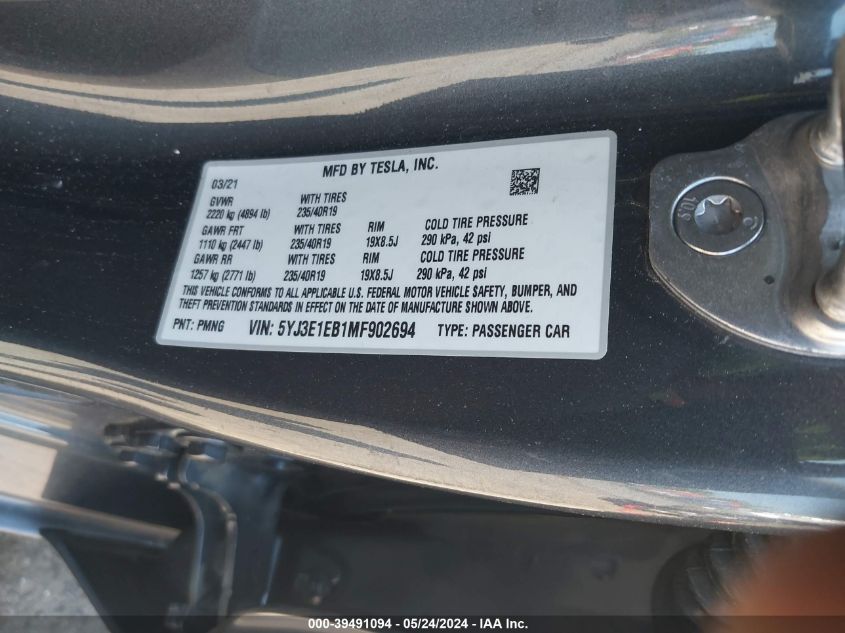 MFD BY TESLA, INC.
03/21
GVWR WITH TIRES
2220 kg (4894 lb) 235/40R19
GAWR FRT WITH TIRES RIM COLD TIRE PRESSURE
1110 kg (2447 lb) 235/40R19 19X8.5J 290 kPa, 42 psi
GAWR RR WITH TIRES RIM COLD TIRE PRESSURE
1257 kg (2771 lb) 235/40R19 19X8.5J 290 kPa, 42 psi
THIS VEHICLE CONFORMS TO ALL APPLICABLE U.S. FEDERAL MOTOR VEHICLE SAFETY, BUMPER, AND
THEFT PREVENTION STANDARDS IN EFFECT ON THE DATE OF MANUFACTURE SHOWN ABOVE.
PNT: PMNG VIN: 5YJ3E1EB1MF902694 TYPE: PASSENGER CAR
10.9
C
000-39491094 - 05/24/2024 - IAA Inc.